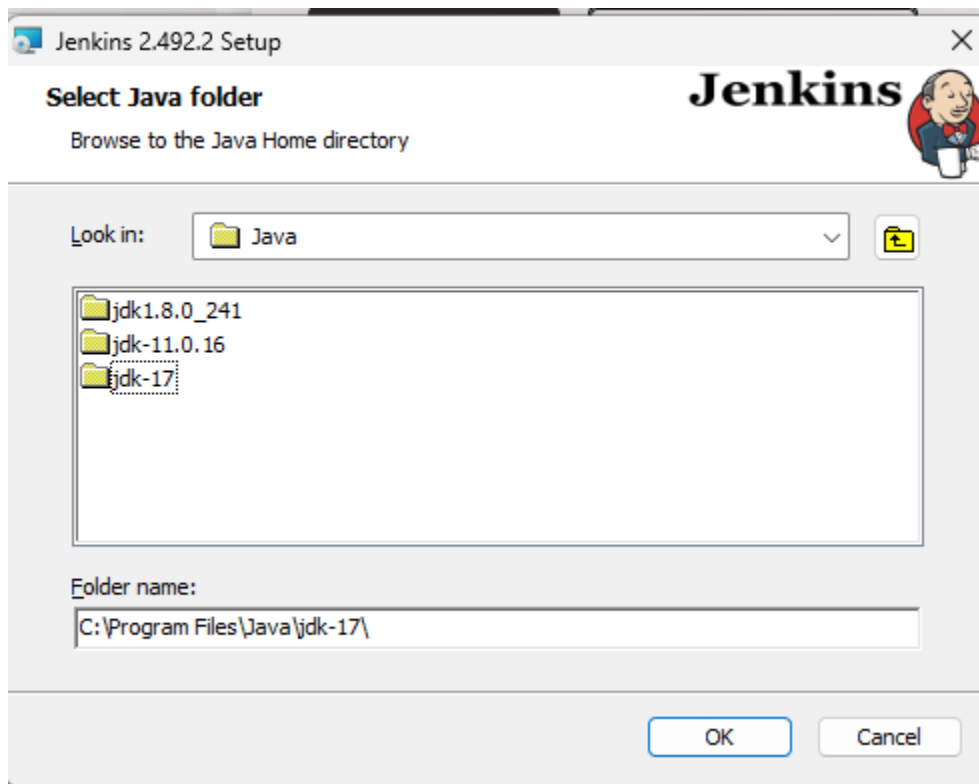 Jenkins 2.492.2 Setup
Select Java folder
Jenkins
Browse to the Java Home directory
Look in:
Java
jdk1.8.0_241
jdk-11.0.16
jdk-17
Folder name:
C:\Program Files\Java\jdk-17\
OK
Cancel